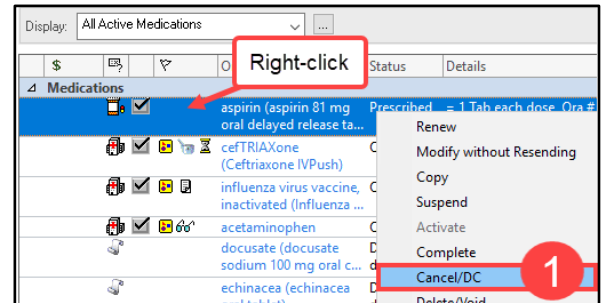 Display: All Active Medications ...
$ O Status Details
Right-click
Medications
aspirin (aspirin 81 mg Prescribed = 1 Tab each dose, Ora #
oral delayed release ta...
Renew
cefTRIAXone C
Modify without Resending
(Ceftriaxone IVPush)
Copy
influenza virus vaccine, C
Suspend
inactivated (Influenza ...
acetaminophen C
Activate
docusate (docusate D
Complete
sodium 100 mg oral c... d
Cancel/DC
1
echinacea (echinacea D
Delete/Void